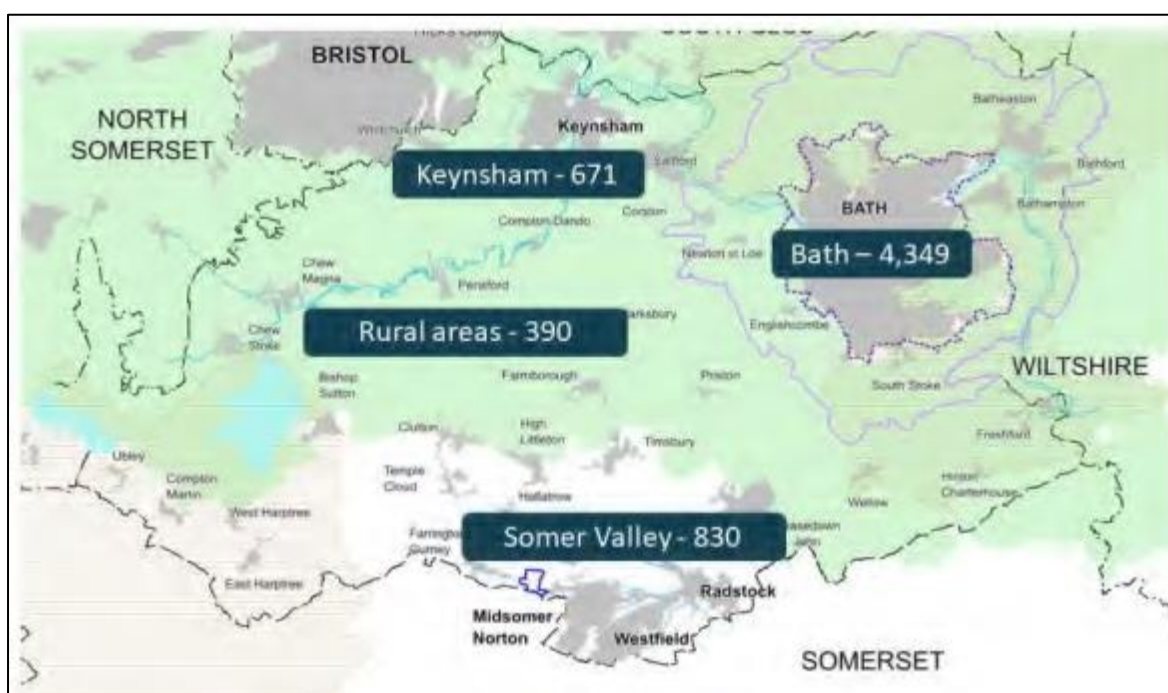 BRISTOL
NORTH
SOMERSET
Whitchurch
Keynsham
Keynsham - 671
Saltford
Batheaston
Bathford
Bathampton
BATH
Bath – 4,349
Compton Dando
Corston
Newton st Loe
Chew
Magna
Pensford
Rural areas - 390
Englishcombe
Chew
Stoke
WILTSHIRE
Bishop
Sutton
Farmborough
Priston
South Stoke
Clutton
High
Littleton
Timsbury
Freshford
Ubley
Compton
Martin
Temple
Cloud
Hinton
Charterhouse
West Harptree
Hallatrow
Wellow
Farrington
Gurney
Somer Valley - 830
John
East Harptree
Radstock
Midsomer
Norton
Westfield
SOMERSET